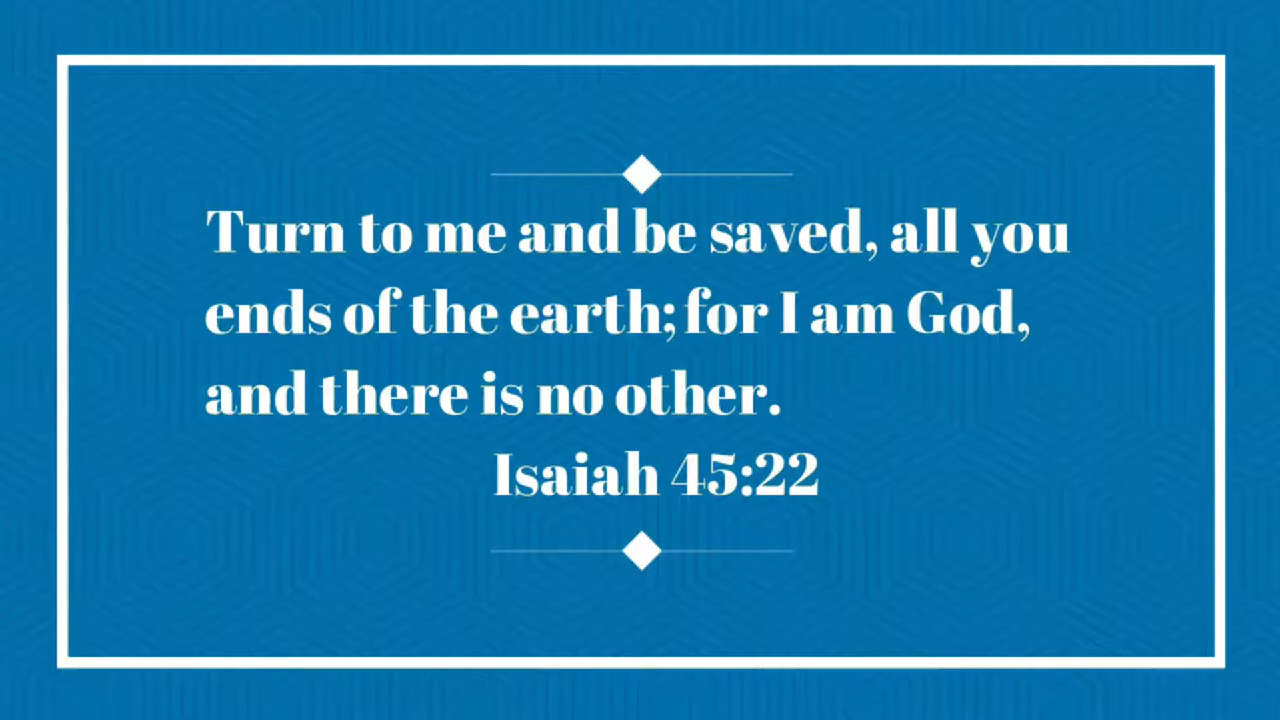 Turn to me and be saved, all you
ends of the earth; for I am God,
and there is no other.
Isaiah 45:22